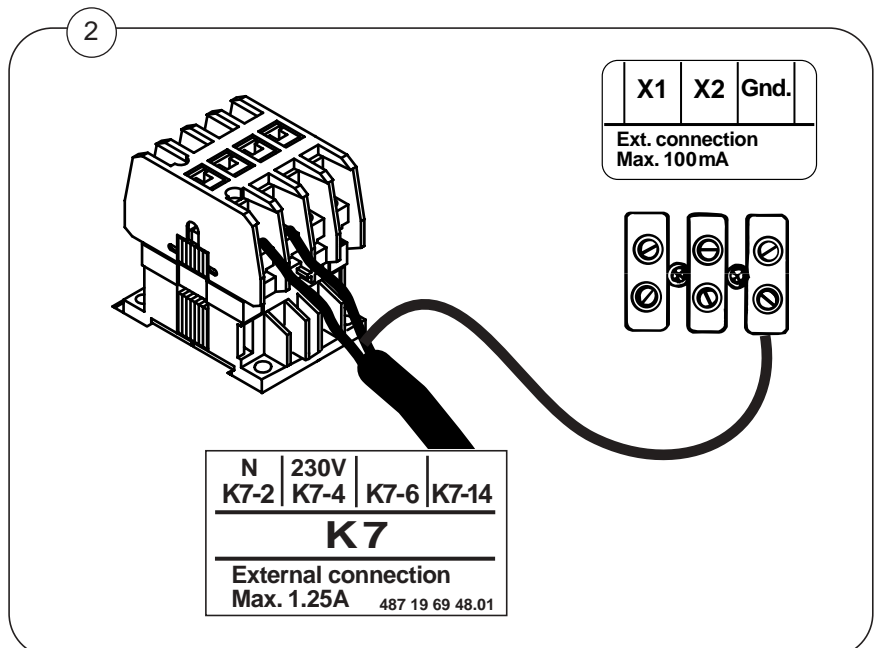 2
X1 X2 Gnd.
Ext. connection
Max. 100mA
N 230V
K7-2 K7-4 K7-6 K7-14
K7
External connection
Max. 1.25A 487 19 69 48.01